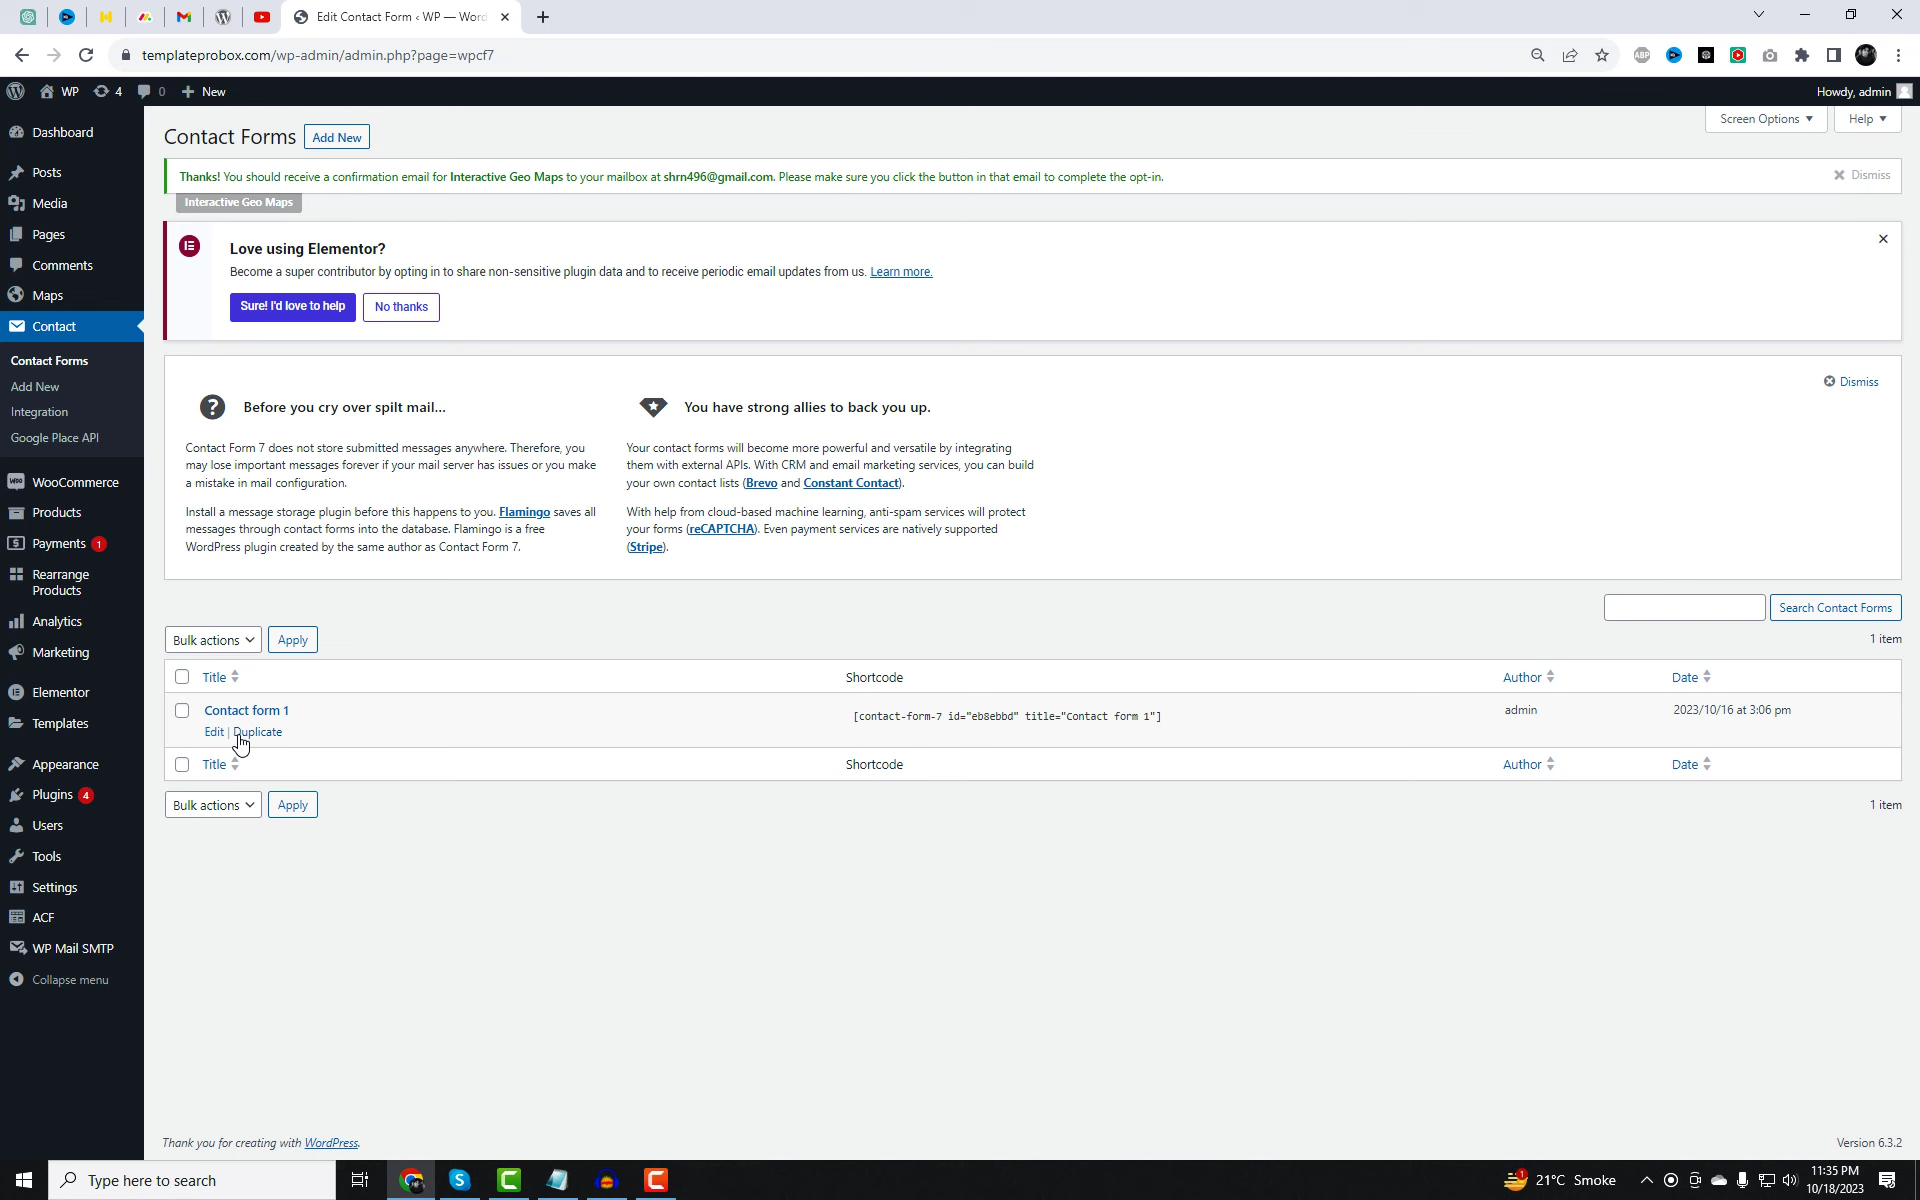 Edit Contact Form ‹ WP — Word
templateprobox.com/wp-admin/admin.php?page=wpcf7
ABP
WP
4
0
New
Howdy, admin
Dashboard
Posts
Media
Pages
Comments
Maps
Contact
Contact Forms
Add New
Integration
Google Place API
WooCommerce
Products
Payments 1
Rearrange
Products
Analytics
Marketing
Elementor
Templates
Appearance
Plugins 4
Users
Tools
Settings
ACF
WP Mail SMTP
Collapse menu
Screen Options
Help
Contact Forms
Add New
Thanks! You should receive a confirmation email for Interactive Geo Maps to your mailbox at shrn496@gmail.com. Please make sure you click the button in that email to complete the opt-in.
Dismiss
Interactive Geo Maps
Love using Elementor?
Become a super contributor by opting in to share non-sensitive plugin data and to receive periodic email updates from us. Learn more.
Sure! I'd love to help
No thanks
Dismiss
Before you cry over spilt mail...
Contact Form 7 does not store submitted messages anywhere. Therefore, you
may lose important messages forever if your mail server has issues or you make
a mistake in mail configuration.
Install a message storage plugin before this happens to you. Flamingo saves all
messages through contact forms into the database. Flamingo is a free
WordPress plugin created by the same author as Contact Form 7.
You have strong allies to back you up.
Your contact forms will become more powerful and versatile by integrating
them with external APIs. With CRM and email marketing services, you can build
your own contact lists (Brevo and Constant Contact).
With help from cloud-based machine learning, anti-spam services will protect
your forms (reCAPTCHA). Even payment services are natively supported
(Stripe).
Search Contact Forms
Bulk actions
Apply
1 item
Title
Shortcode
Author
Date
Contact form 1
[contact-form-7 id="eb8ebbd" title="Contact form 1"]
admin
2023/10/16 at 3:06 pm
Edit | Duplicate
Title
Shortcode
Author
Date
Bulk actions
Apply
1 item
Thank you for creating with WordPress.
Version 6.3.2
Type here to search
1
21°C Smoke
11:35 PM
10/18/2023